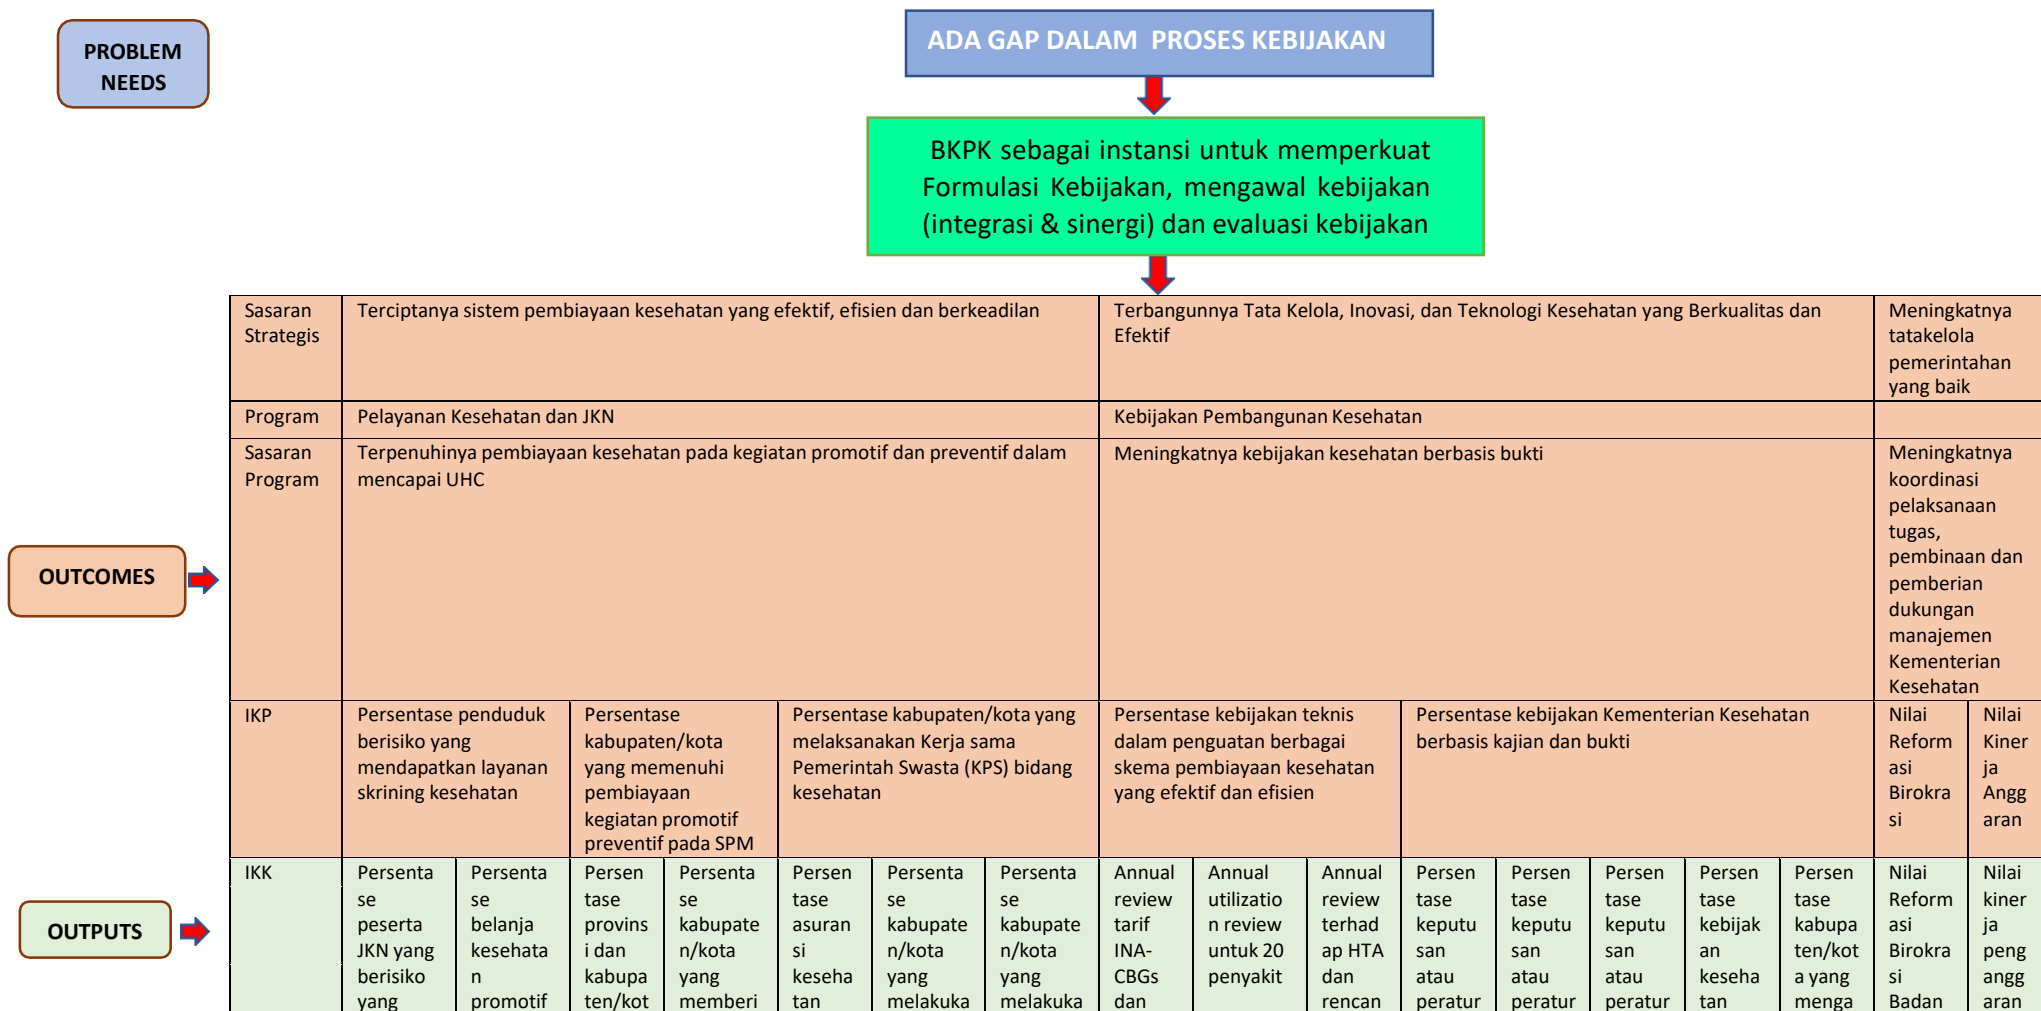 PROBLEM
NEEDS
ADA GAP DALAM PROSES KEBIJAKAN
BKPK sebagai instansi untuk memperkuat
Formulasi Kebijakan, mengawal kebijakan
(integrasi & sinergi) dan evaluasi kebijakan
Sasaran
Strategis
Terciptanya sistem pembiayaan kesehatan yang efektif, efisien dan berkeadilan
Terbangunnya Tata Kelola, Inovasi, dan Teknologi Kesehatan yang Berkualitas dan
Efektif
Meningkatnya
tatakelola
pemerintahan
yang baik
Program
Pelayanan Kesehatan dan JKN
Kebijakan Pembangunan Kesehatan
Sasaran
Program
Terpenuhinya pembiayaan kesehatan pada kegiatan promotif dan preventif dalam
mencapai UHC
Meningkatnya kebijakan kesehatan berbasis bukti
Meningkatnya
koordinasi
pelaksanaan
tugas,
pembinaan dan
pemberian
dukungan
manajemen
Kementerian
Kesehatan
OUTCOMES
IKP
Persentase penduduk
berisiko yang
mendapatkan layanan
skrining kesehatan
Persentase
kabupaten/kota
yang memenuhi
pembiayaan
kegiatan promotif
preventif pada SPM
Persentase kabupaten/kota yang
melaksanakan Kerja sama
Pemerintah Swasta (KPS) bidang
kesehatan
Persentase kebijakan teknis
dalam penguatan berbagai
skema pembiayaan kesehatan
yang efektif dan efisien
Persentase kebijakan Kementerian Kesehatan
berbasis kajian dan bukti
Nilai
Reform
asi
Birokra
si
Nilai
Kiner
ja
Angg
aran
OUTPUTS
IKK
Persenta
se
peserta
JKN yang
berisiko
yang
Persenta
se
belanja
kesehata
n
promotif
Persen
tase
provins
i dan
kabupa
ten/kot
Persenta
se
kabupate
n/kota
yang
memberi
Persen
tase
asuran
si
keseha
tan
Persenta
se
kabupate
n/kota
yang
melakuka
Persenta
se
kabupate
n/kota
yang
melakuka
Annual
review
tarif
INA-
CBGs
dan
Annual
utilizatio
n review
untuk 20
penyakit
Annual
review
terhad
ap HTA
dan
rencan
Persen
tase
keputu
san
atau
peratur
Persen
tase
keputu
san
atau
peratur
Persen
tase
keputu
san
atau
peratur
Persen
tase
kebijak
an
keseha
tan
Persen
tase
kabupa
ten/kot
a yang
menga
Nilai
Reform
asi
Birokra
si
Badan
Nilai
kiner
ja
peng
angg
aran